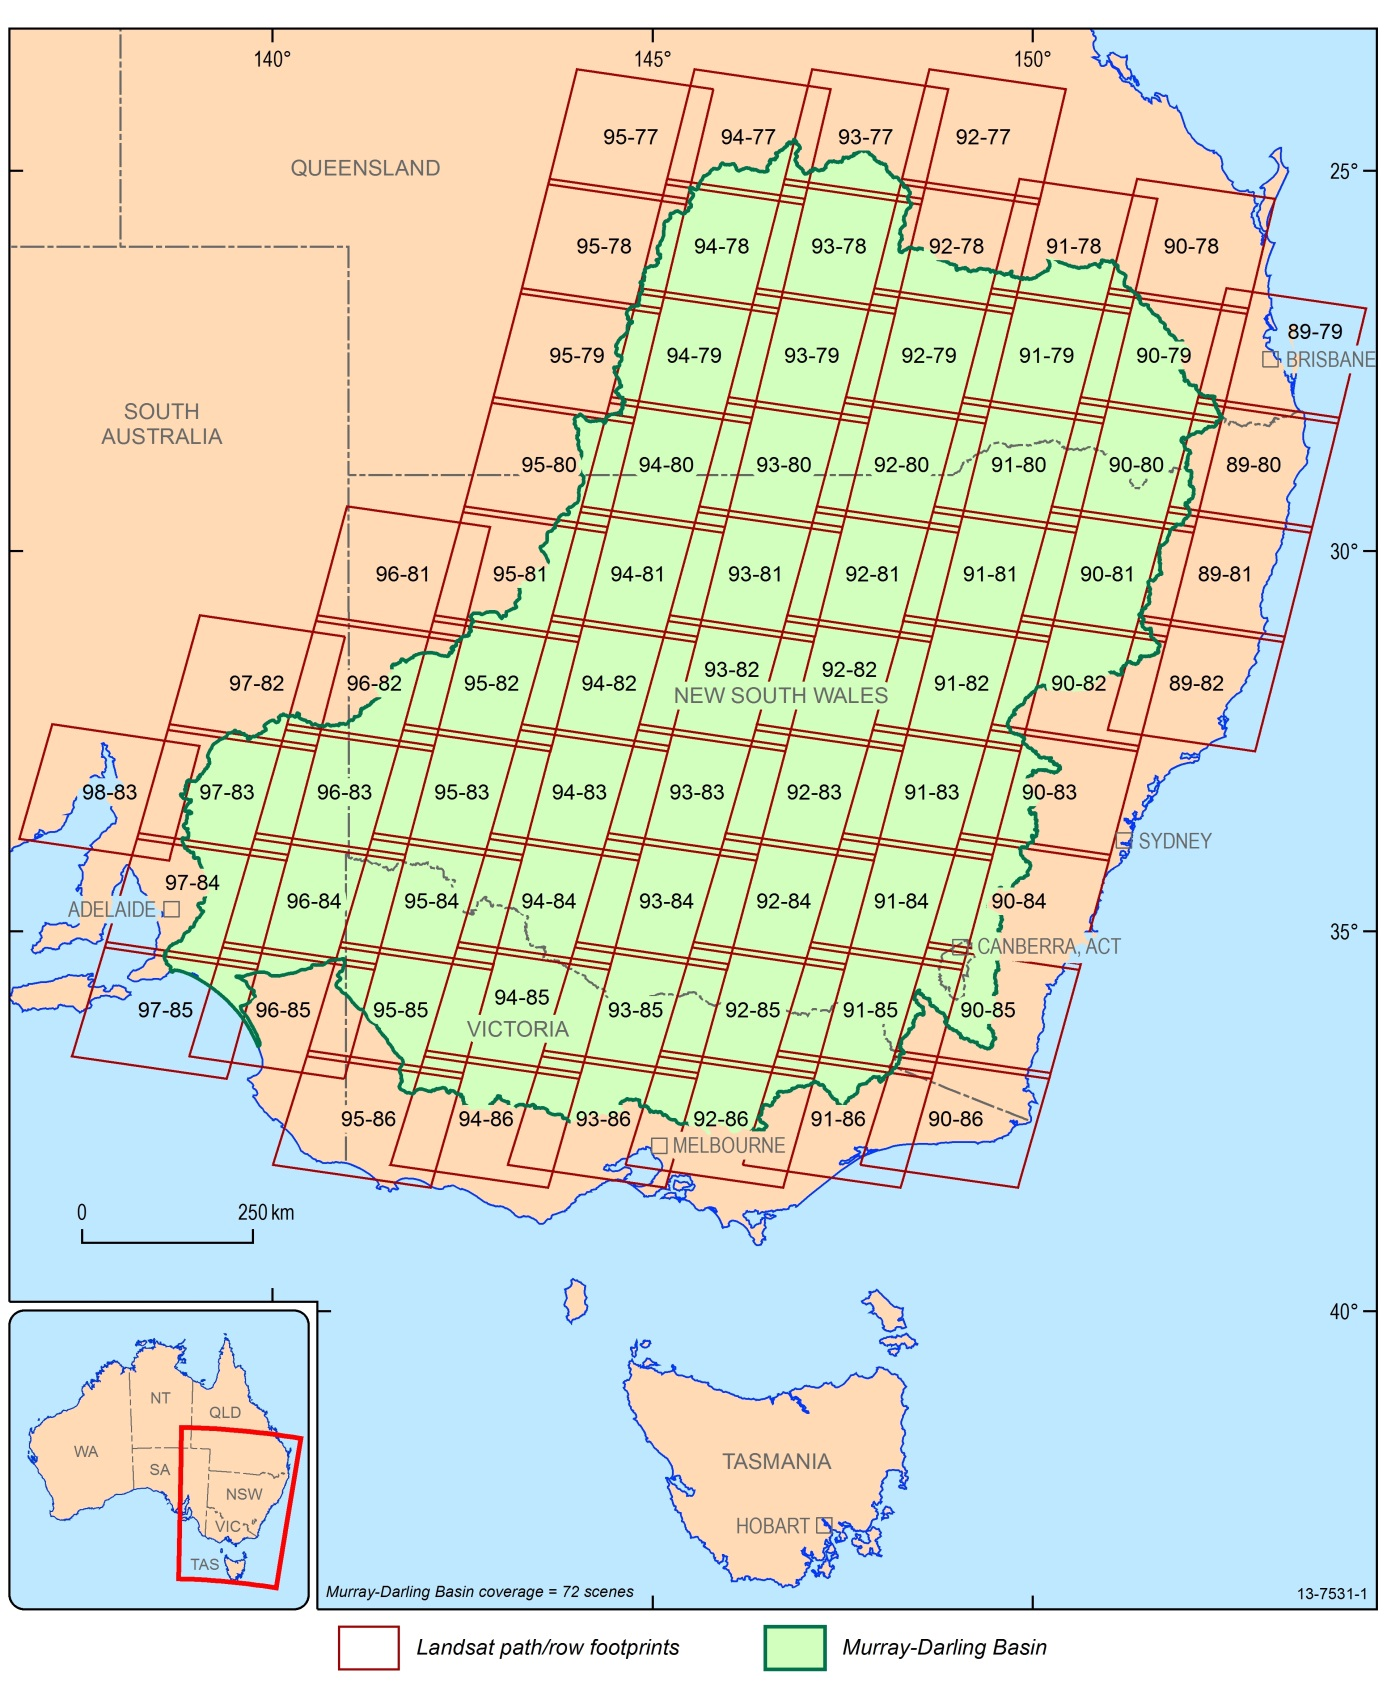 140° 145° 150°
95-77 94-77 93-77 92-77
QUEENSLAND 25°
95-78 94-78 93-78 92-78 91-78 90-78
89-79
95-79 94-79 93-79 92-79 91-79 90-79 BRISBANE
SOUTH
AUSTRALIA
95-80 94-80 93-80 92-80 91-80 90-80 89-80
30°
96-81 95-81 94-81 93-81 92-81 91-81 90-81 89-81
97-82 96-82 95-82 94-82 93-82 92-82 91-82 90-82 89-82
NEW SOUTH WALES
98-83 97-83 96-83 95-83 94-83 93-83 92-83 91-83 90-83
SYDNEY
97-84 96-84 95-84 94-84 93-84 92-84 91-84 90-84
ADELAIDE
35°
CANBERRA, ACT
97-85 96-85 95-85 94-85 93-85 92-85 91-85 90-85
VICTORIA
95-86 94-86 93-86 92-86 91-86 90-86
MELBOURNE
0 250 km
40°
NT
QLD
WA
SA
NSW
VIC
TAS
TASMANIA
HOBART
Murray-Darling Basin coverage = 72 scenes
13-7531-1
Landsat path/row footprints
Murray-Darling Basin